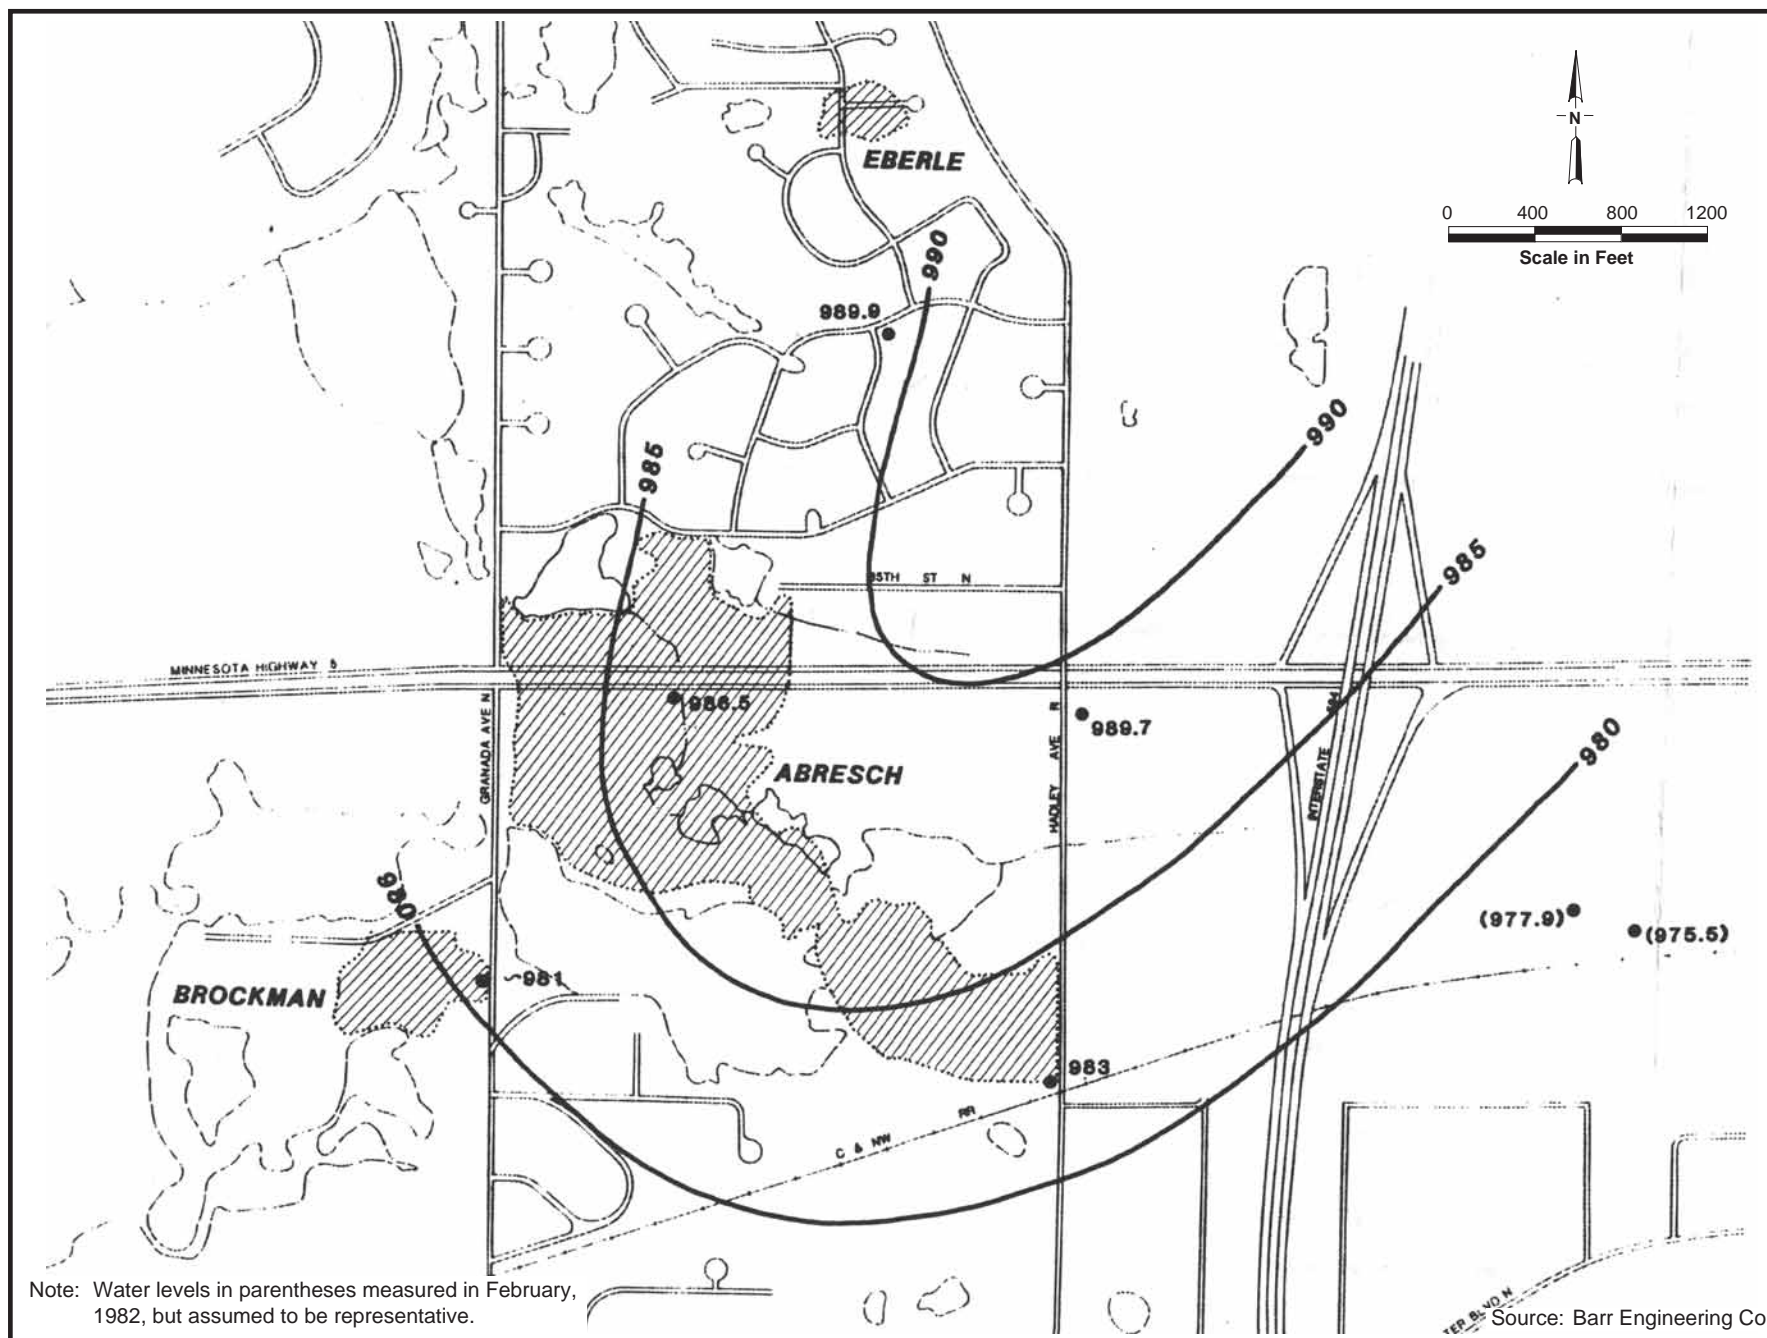 N
0 400 800 1200
Scale in Feet
EBERLE
990
989.9
990
985
985
35TH ST N
MINNESOTA HIGHWAY 5
GRANADA AVE N
986.5
HADLEY AVE N
989.7
INTERSTATE 694
980
ABRESCH
980
(977.9)
(975.5)
BROCKMAN
~981
983
C & NW RR
Note: Water levels in parentheses measured in February,
1982, but assumed to be representative.
BLVD N
Source: Barr Engineering Co